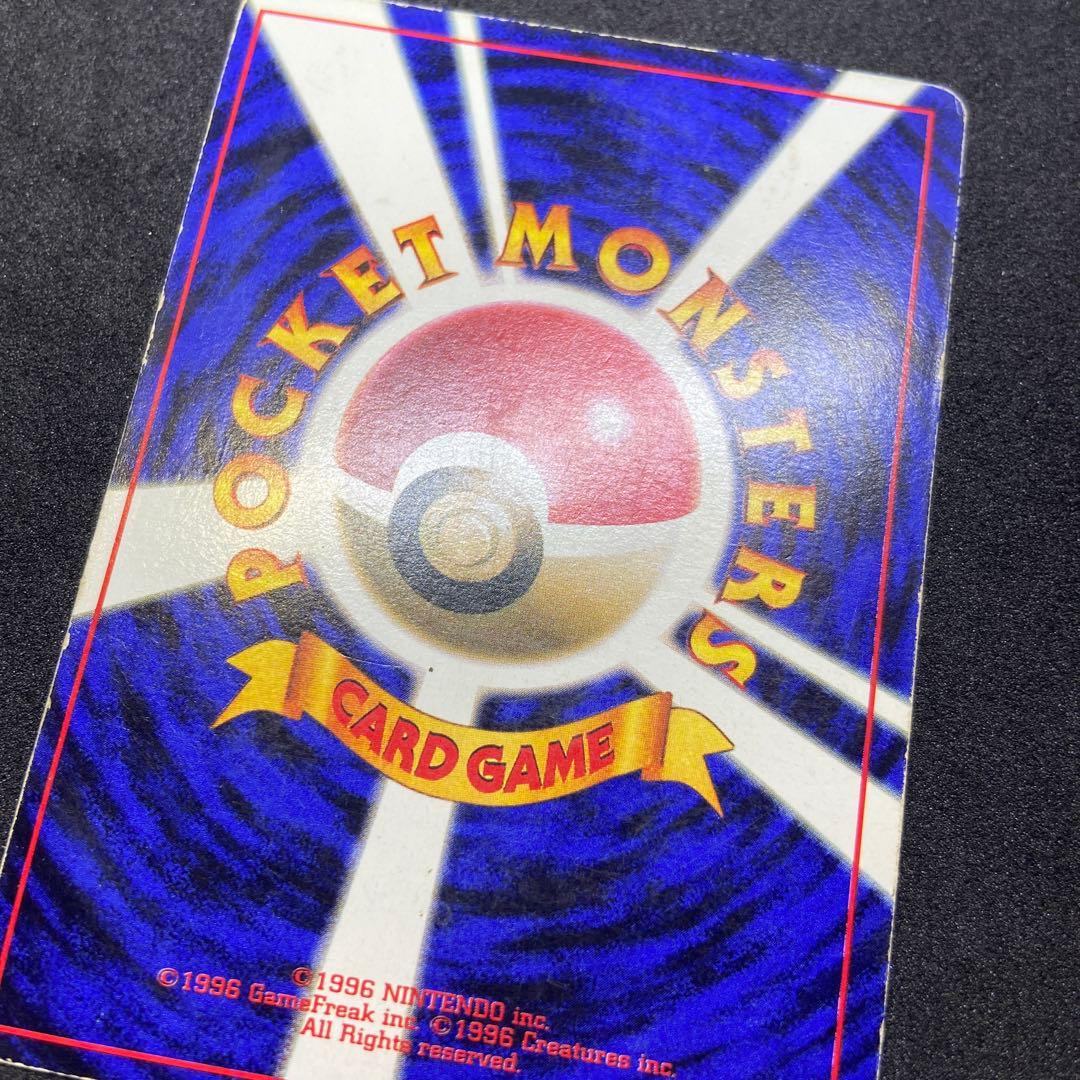 POCKET MONSTERS
CARD GAME
©1996 NINTENDO inc.
©1996 GameFreak inc. ©1996 Creatures inc.
All Rights reserved.